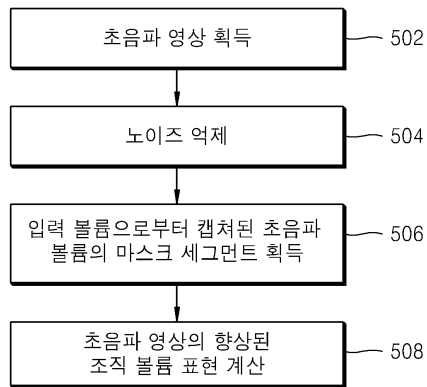 초음파 영상 획득
502
노이즈 억제
504
입력 볼륨으로부터 캡쳐된 초음파
볼륨의 마스크 세그먼트 획득
506
초음파 영상의 향상된
조직 볼륨 표현 계산
508